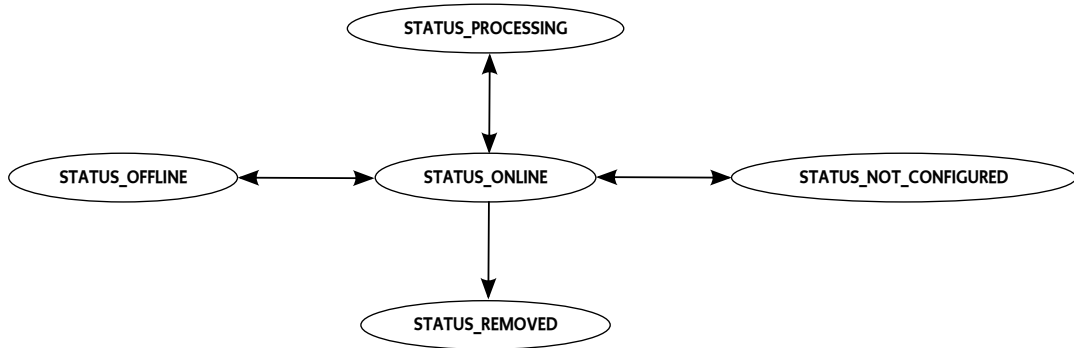 STATUS_PROCESSING
STATUS_OFFLINE
STATUS_ONLINE
STATUS_NOT_CONFIGURED
STATUS_REMOVED